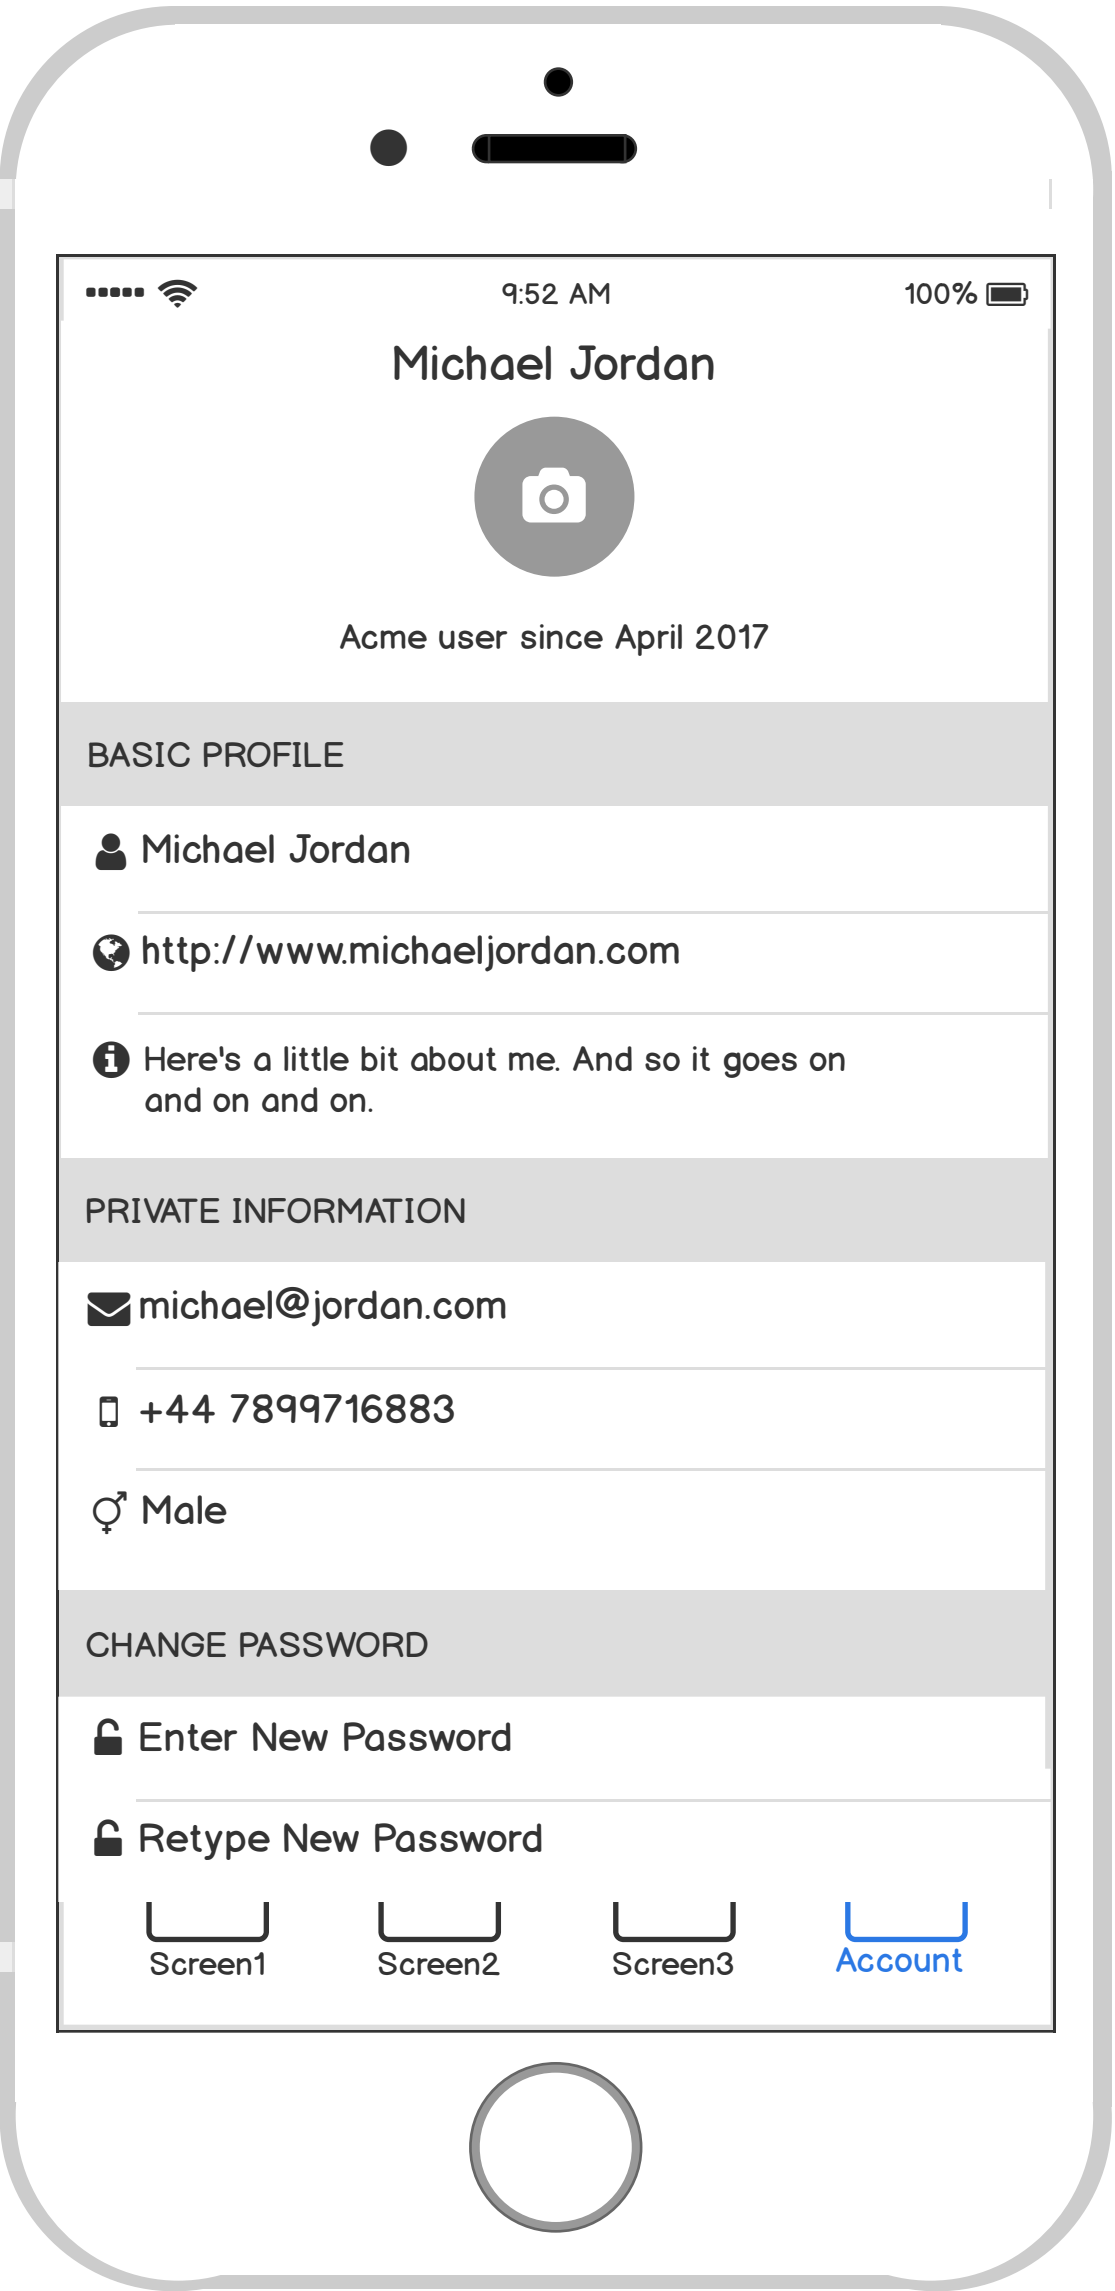 9:52 AM
100%
Michael Jordan
Acme user since April 2017
BASIC PROFILE
Michael Jordan
http://www.michaeljordan.com
Here's a little bit about me. And so it goes on
and on and on.
PRIVATE INFORMATION
michael@jordan.com
+44 7899716883
Male
CHANGE PASSWORD
Enter New Password
Retype New Password
Screen1
Screen2
Screen3
Account